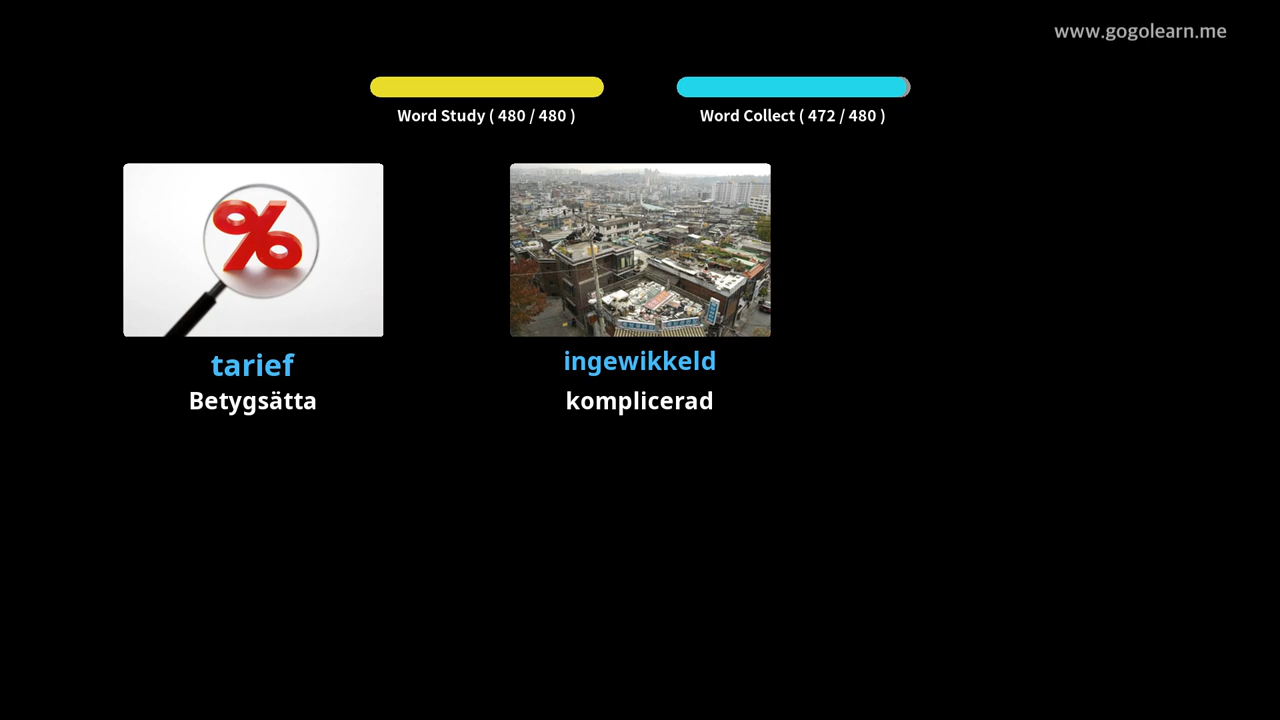 www.gogolearn.me
Word Study ( 480 / 480 )
Word Collect ( 472 / 480 )
%
tarief
Betygsätta
ingewikkeld
komplicerad